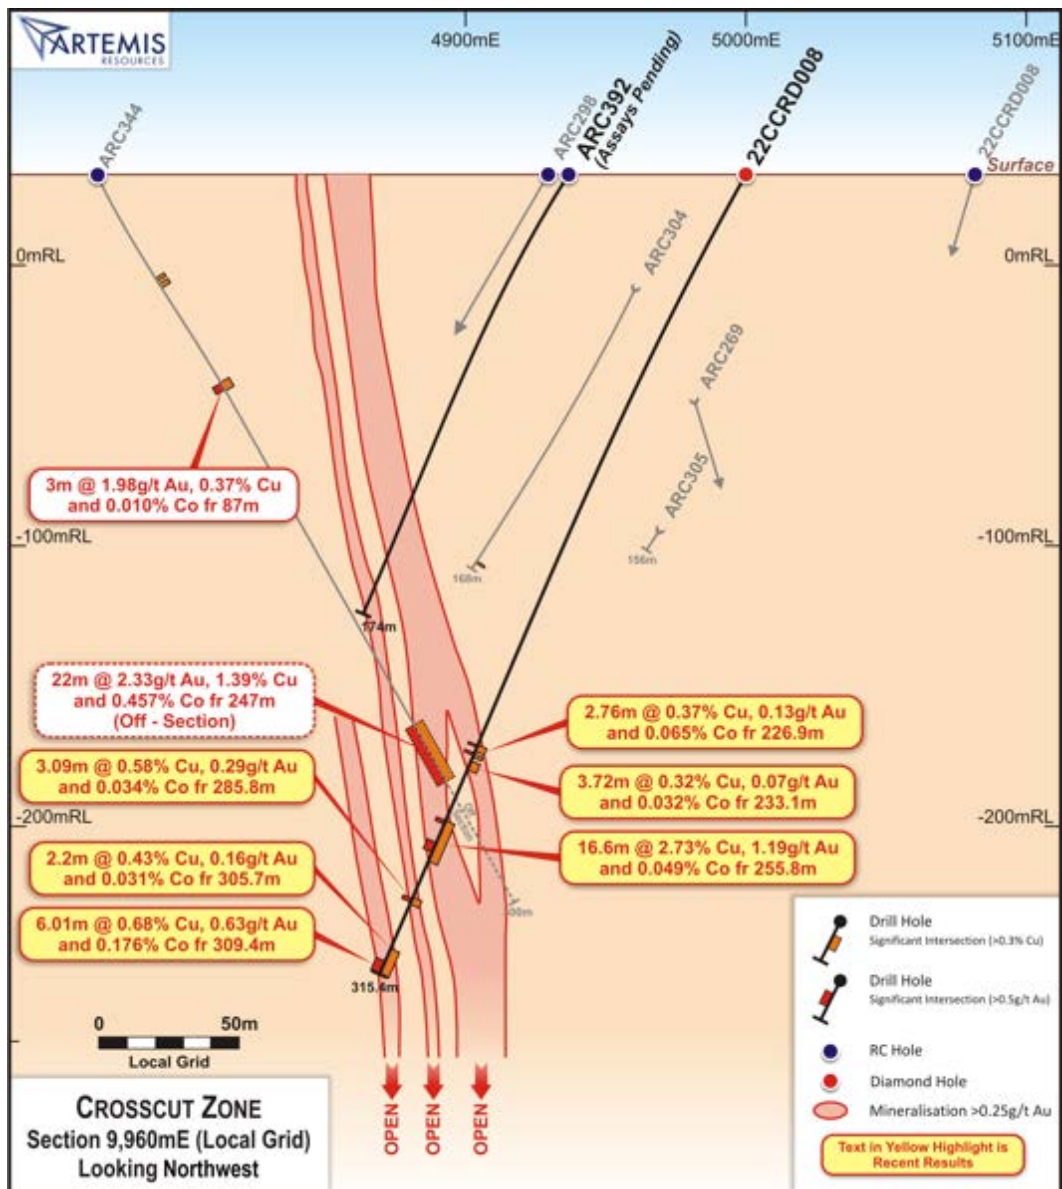 ARTEMIS
RESOURCES
4900mE
5000mE
5100mE
ARC344
ARC298
ARC392
(Assays Pending)
22CCRD008
22CCRD008
Surface
0mRL
0mRL
ARC304
ARC269
ARC305
3m @ 1.98g/t Au, 0.37% Cu
and 0.010% Co fr 87m
-100mRL
-100mRL
168m
156m
174m
22m @ 2.33g/t Au, 1.39% Cu
and 0.457% Co fr 247m
(Off - Section)
2.76m @ 0.37% Cu, 0.13g/t Au
and 0.065% Co fr 226.9m
3.09m @ 0.58% Cu, 0.29g/t Au
and 0.034% Co fr 285.8m
3.72m @ 0.32% Cu, 0.07g/t Au
and 0.032% Co fr 233.1m
-200mRL
-200mRL
2.2m @ 0.43% Cu, 0.16g/t Au
and 0.031% Co fr 305.7m
16.6m @ 2.73% Cu, 1.19g/t Au
and 0.049% Co fr 255.8m
6.01m @ 0.68% Cu, 0.63g/t Au
and 0.176% Co fr 309.4m
315.4m
0 50m
Local Grid
OPEN
OPEN
OPEN
CROSSCUT ZONE
Section 9,960mE (Local Grid)
Looking Northwest
Drill Hole
Significant Intersection (>0.3% Cu)
Drill Hole
Significant Intersection (>0.5g/t Au)
RC Hole
Diamond Hole
Mineralisation >0.25g/t Au
Text in Yellow Highlight is
Recent Results